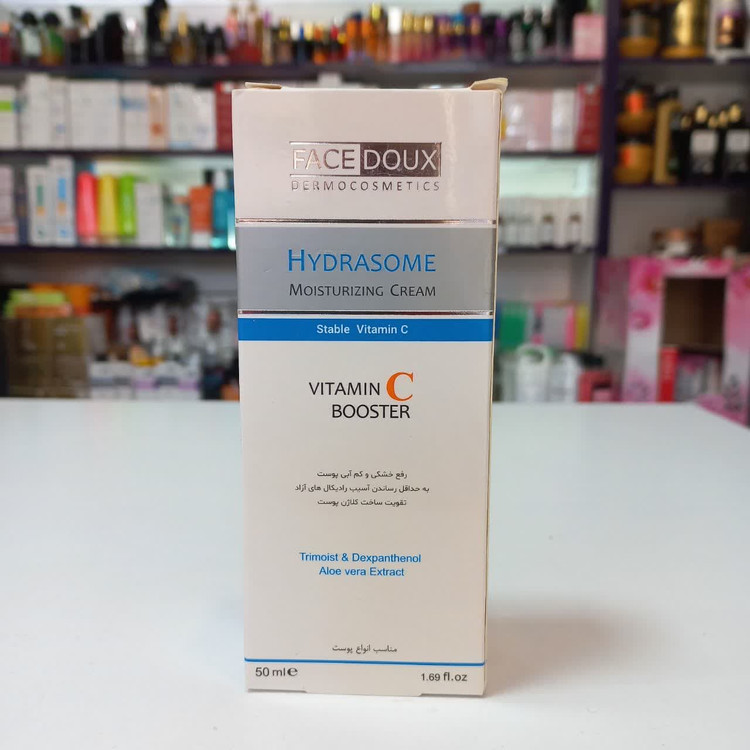 FACE DOUX
DERMOCOSMETICS
HYDRASOME
MOISTURIZING CREAM
Stable Vitamin C
VITAMIN C
BOOSTER
رفع خشکی و کم آبی پوست
به حداقل رساندن آسیب رادیکال های آزاد
تقویت ساخت کلاژن پوست
Trimoist & Dexpanthenol
Aloe vera Extract
مناسب انواع پوست
50 ml e
1.69 fl.oz